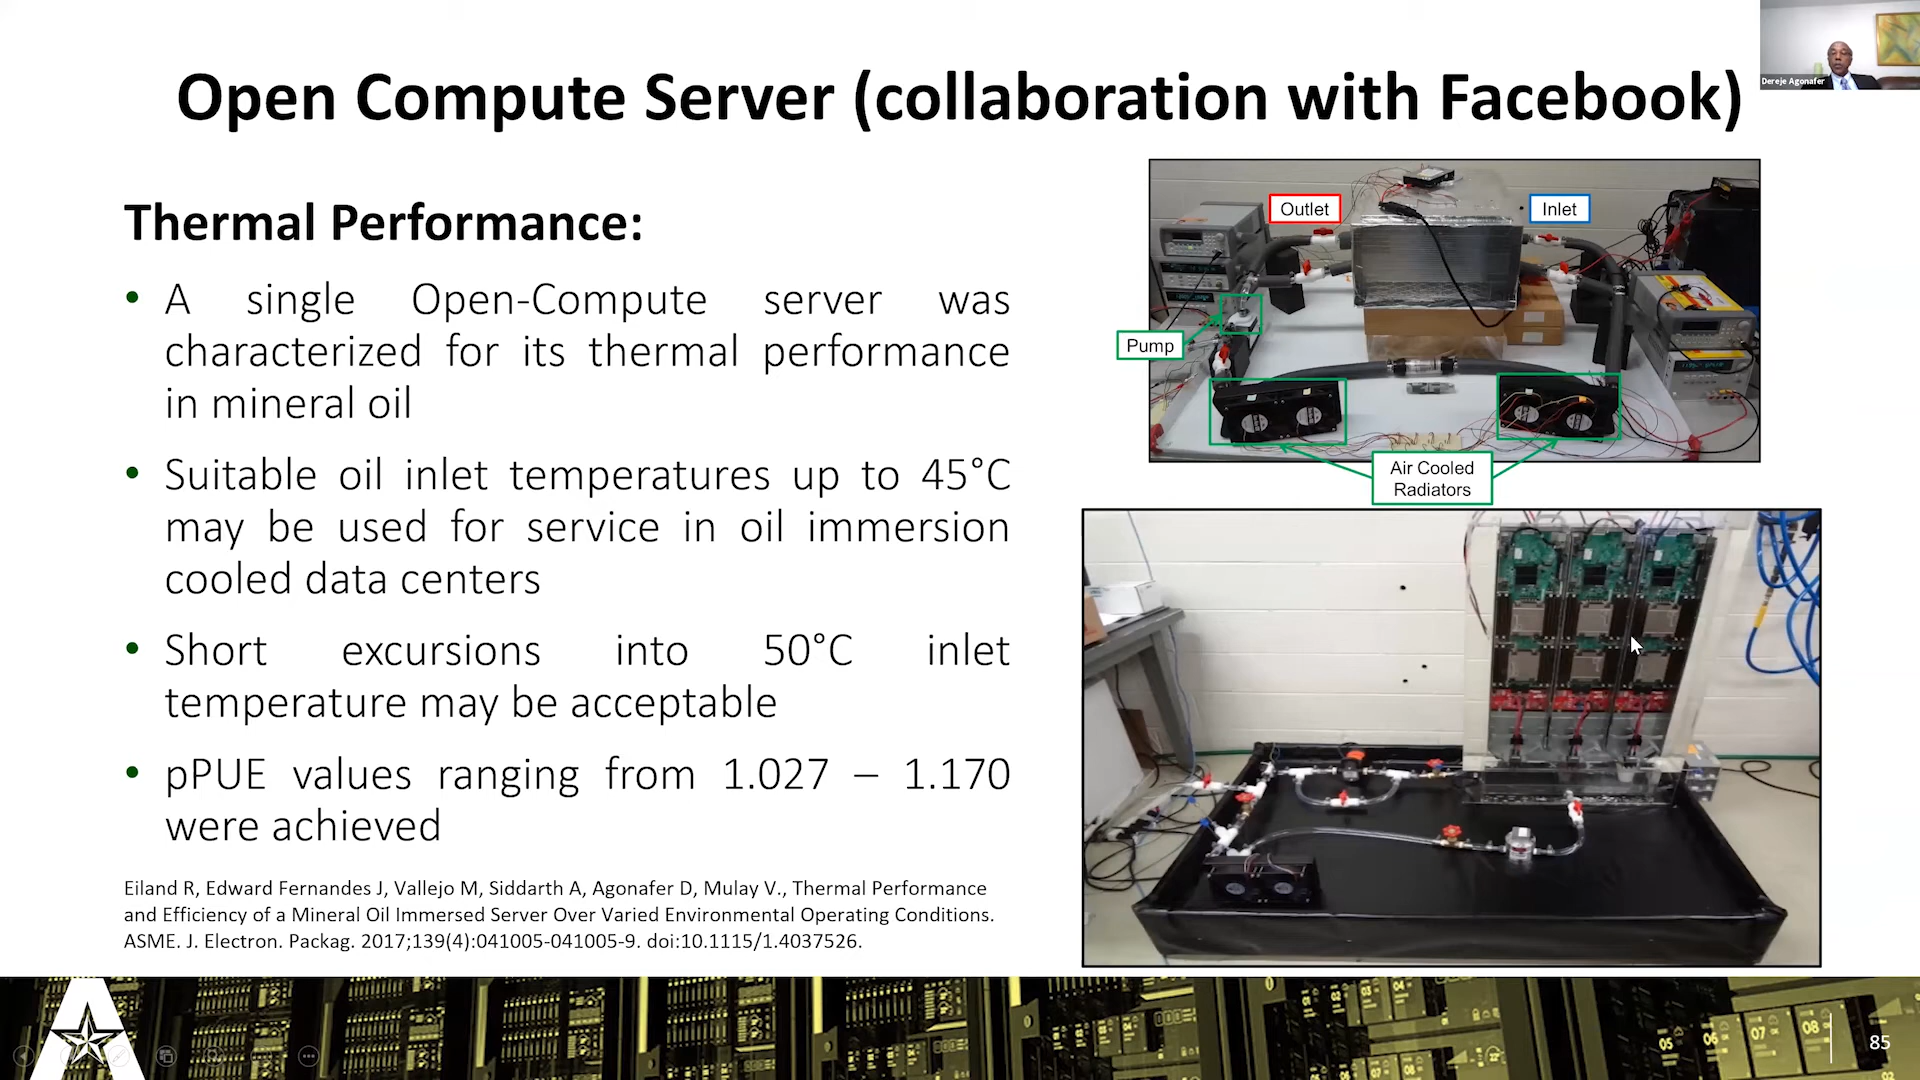 Open Compute Server (collaboration with Facebook)
Dereje Agonafer
Thermal Performance:
• A single Open-Compute server was
characterized for its thermal performance
in mineral oil
• Suitable oil inlet temperatures up to 45°C
may be used for service in oil immersion
cooled data centers
• Short excursions into 50°C inlet
temperature may be acceptable
• pPUE values ranging from 1.027 – 1.170
were achieved
Eiland R, Edward Fernandes J, Vallejo M, Siddarth A, Agonafer D, Mulay V., Thermal Performance
and Efficiency of a Mineral Oil Immersed Server Over Varied Environmental Operating Conditions.
ASME. J. Electron. Packag. 2017;139(4):041005-041005-9. doi:10.1115/1.4037526.
Outlet
Inlet
Pump
Air Cooled
Radiators
05
06
07
08
85